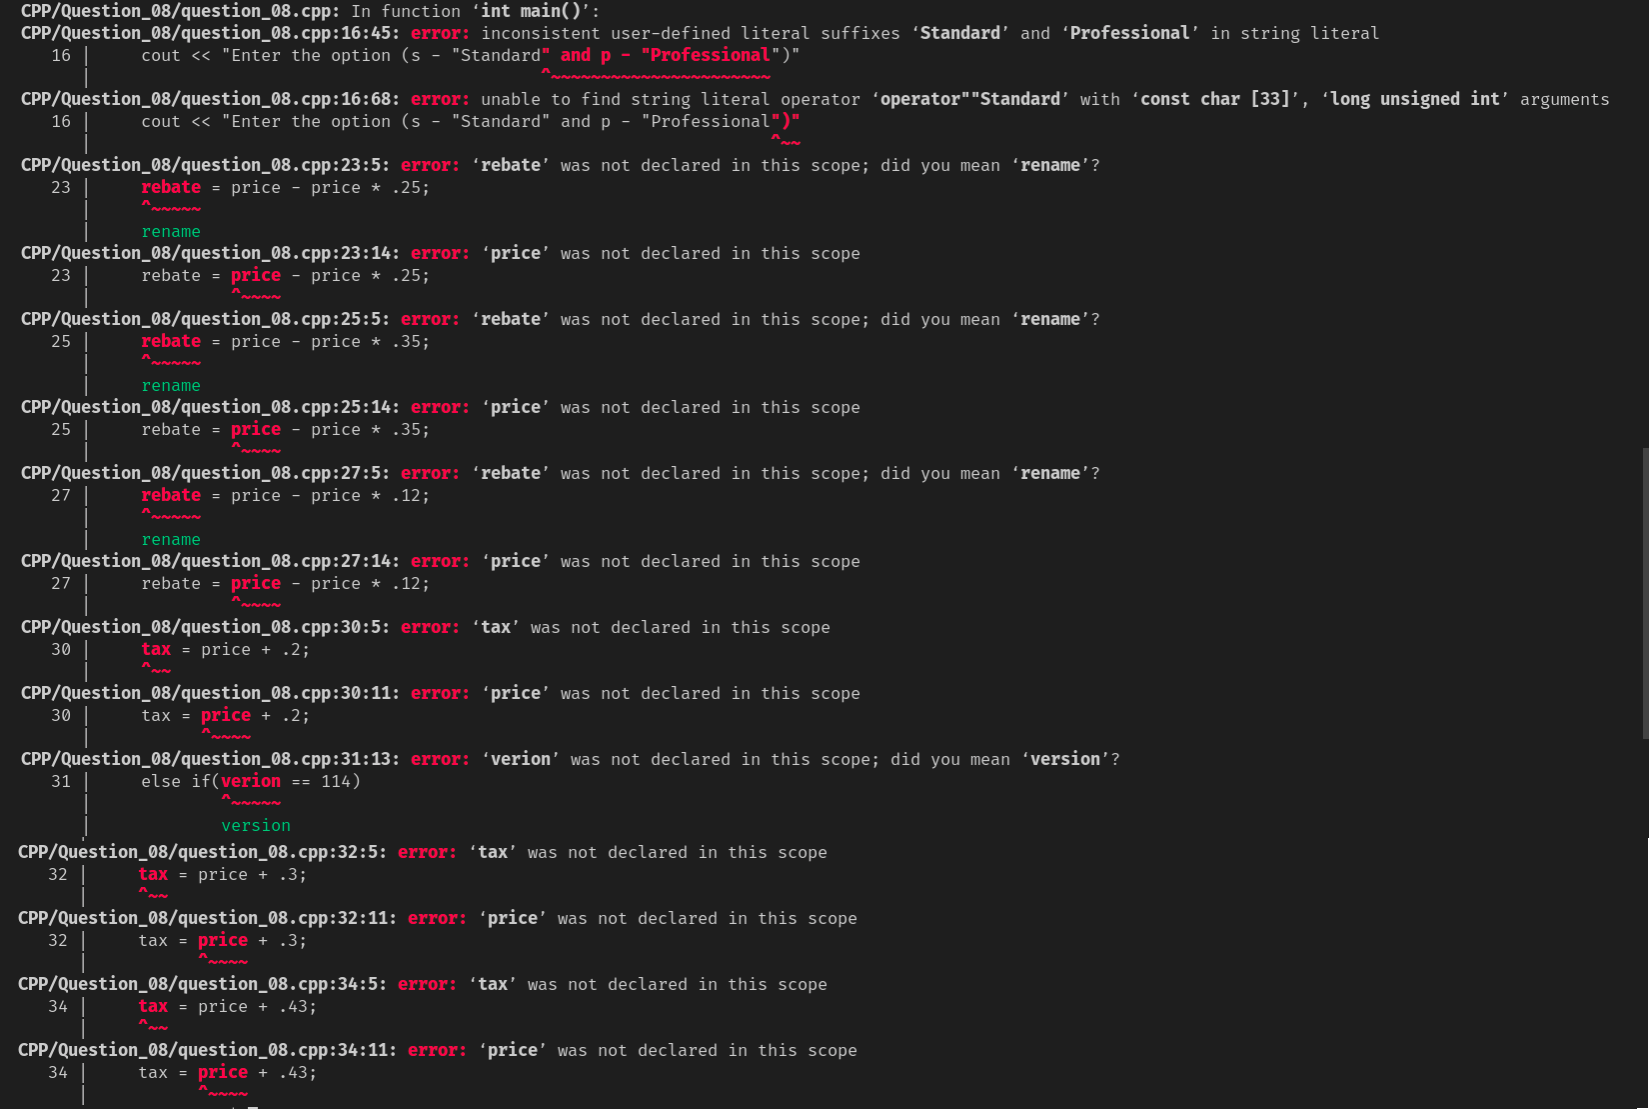 CPP/Question_08/question_08.cpp: In function ‘int main()’:
CPP/Question_08/question_08.cpp:16:45: error: inconsistent user-defined literal suffixes ‘Standard’ and ‘Professional’ in string literal
   16 |     cout << "Enter the option (s - "Standard" and p - "Professional")"
      |                                             ^~~~~~~~~~~~~~~~~~~~~~~
CPP/Question_08/question_08.cpp:16:68: error: unable to find string literal operator ‘operator""Standard’ with ‘const char [33]’, ‘long unsigned int’ arguments
   16 |     cout << "Enter the option (s - "Standard" and p - "Professional")"
      |                                                                    ^~~
CPP/Question_08/question_08.cpp:23:5: error: ‘rebate’ was not declared in this scope; did you mean ‘rename’?
   23 |     rebate = price - price * .25;
      |     ^~~~~~
      |     rename
CPP/Question_08/question_08.cpp:23:14: error: ‘price’ was not declared in this scope
   23 |     rebate = price - price * .25;
      |              ^~~~~
CPP/Question_08/question_08.cpp:25:5: error: ‘rebate’ was not declared in this scope; did you mean ‘rename’?
   25 |     rebate = price - price * .35;
      |     ^~~~~~
      |     rename
CPP/Question_08/question_08.cpp:25:14: error: ‘price’ was not declared in this scope
   25 |     rebate = price - price * .35;
      |              ^~~~~
CPP/Question_08/question_08.cpp:27:5: error: ‘rebate’ was not declared in this scope; did you mean ‘rename’?
   27 |     rebate = price - price * .12;
      |     ^~~~~~
      |     rename
CPP/Question_08/question_08.cpp:27:14: error: ‘price’ was not declared in this scope
   27 |     rebate = price - price * .12;
      |              ^~~~~
CPP/Question_08/question_08.cpp:30:5: error: ‘tax’ was not declared in this scope
   30 |     tax = price + .2;
      |     ^~~
CPP/Question_08/question_08.cpp:30:11: error: ‘price’ was not declared in this scope
   30 |     tax = price + .2;
      |           ^~~~~
CPP/Question_08/question_08.cpp:31:13: error: ‘verion’ was not declared in this scope; did you mean ‘version’?
   31 |     else if(verion == 114)
      |             ^~~~~~
      |             version
CPP/Question_08/question_08.cpp:32:5: error: ‘tax’ was not declared in this scope
   32 |     tax = price + .3;
      |     ^~~
CPP/Question_08/question_08.cpp:32:11: error: ‘price’ was not declared in this scope
   32 |     tax = price + .3;
      |           ^~~~~
CPP/Question_08/question_08.cpp:34:5: error: ‘tax’ was not declared in this scope
   34 |     tax = price + .43;
      |     ^~~
CPP/Question_08/question_08.cpp:34:11: error: ‘price’ was not declared in this scope
   34 |     tax = price + .43;
      |           ^~~~~